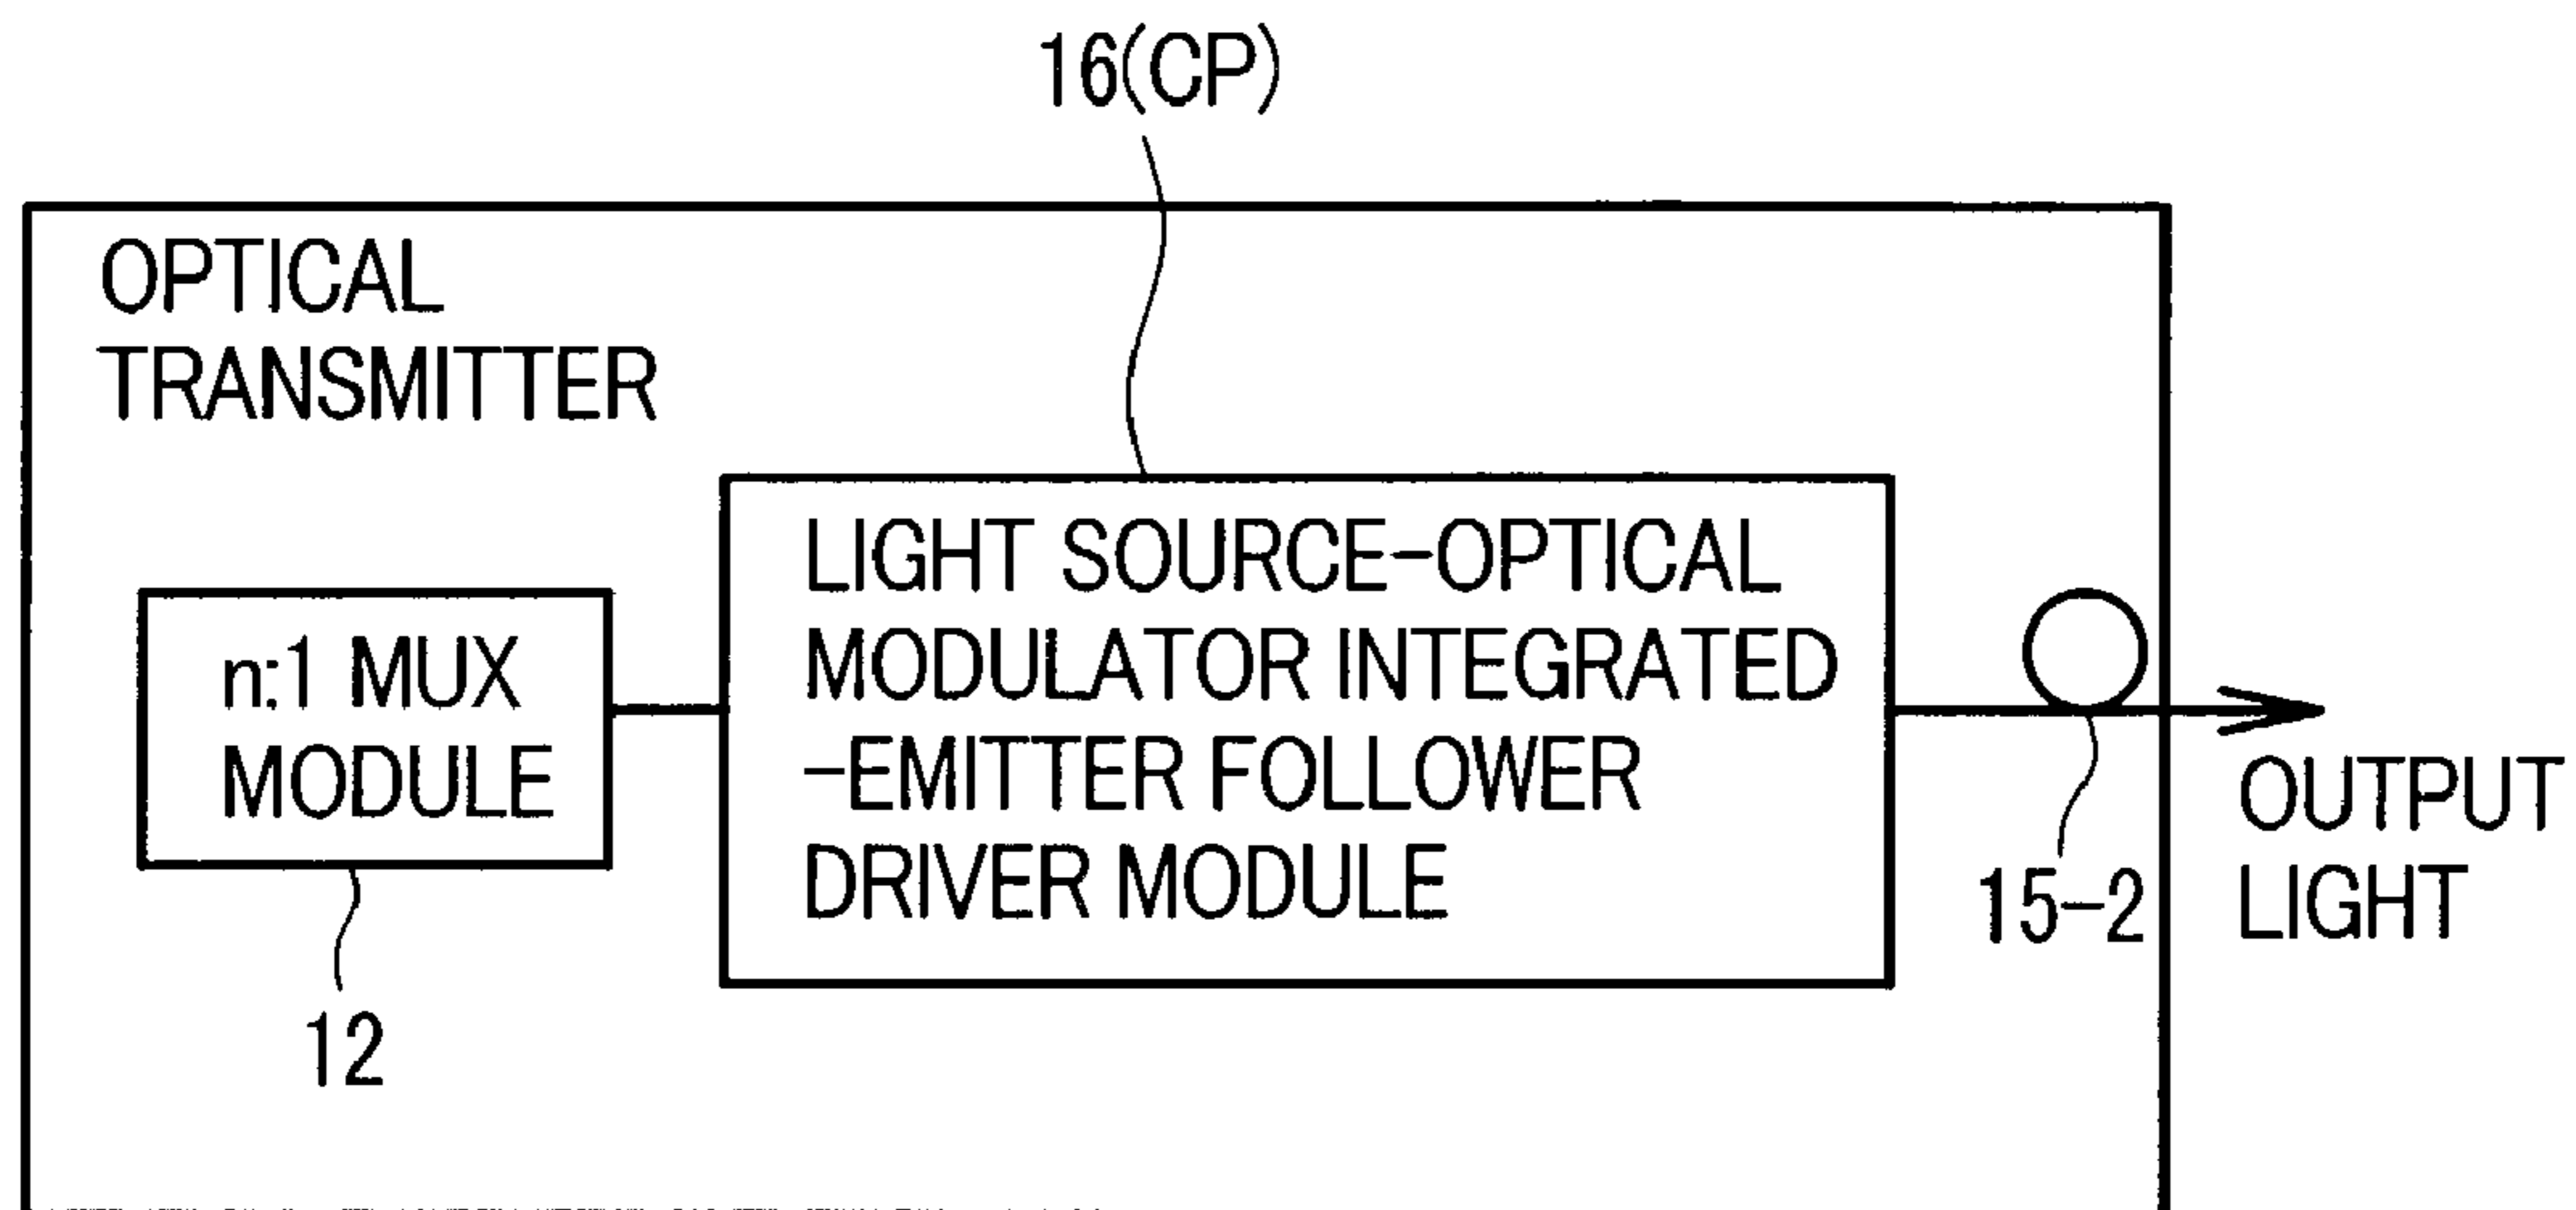 16(CP)
OPTICAL
TRANSMITTER
LIGHT SOURCE-OPTICAL
MODULATOR INTEGRATED
-EMITTER FOLLOWER
DRIVER MODULE
n:1 MUX
MODULE
12
15-2
OUTPUT
LIGHT